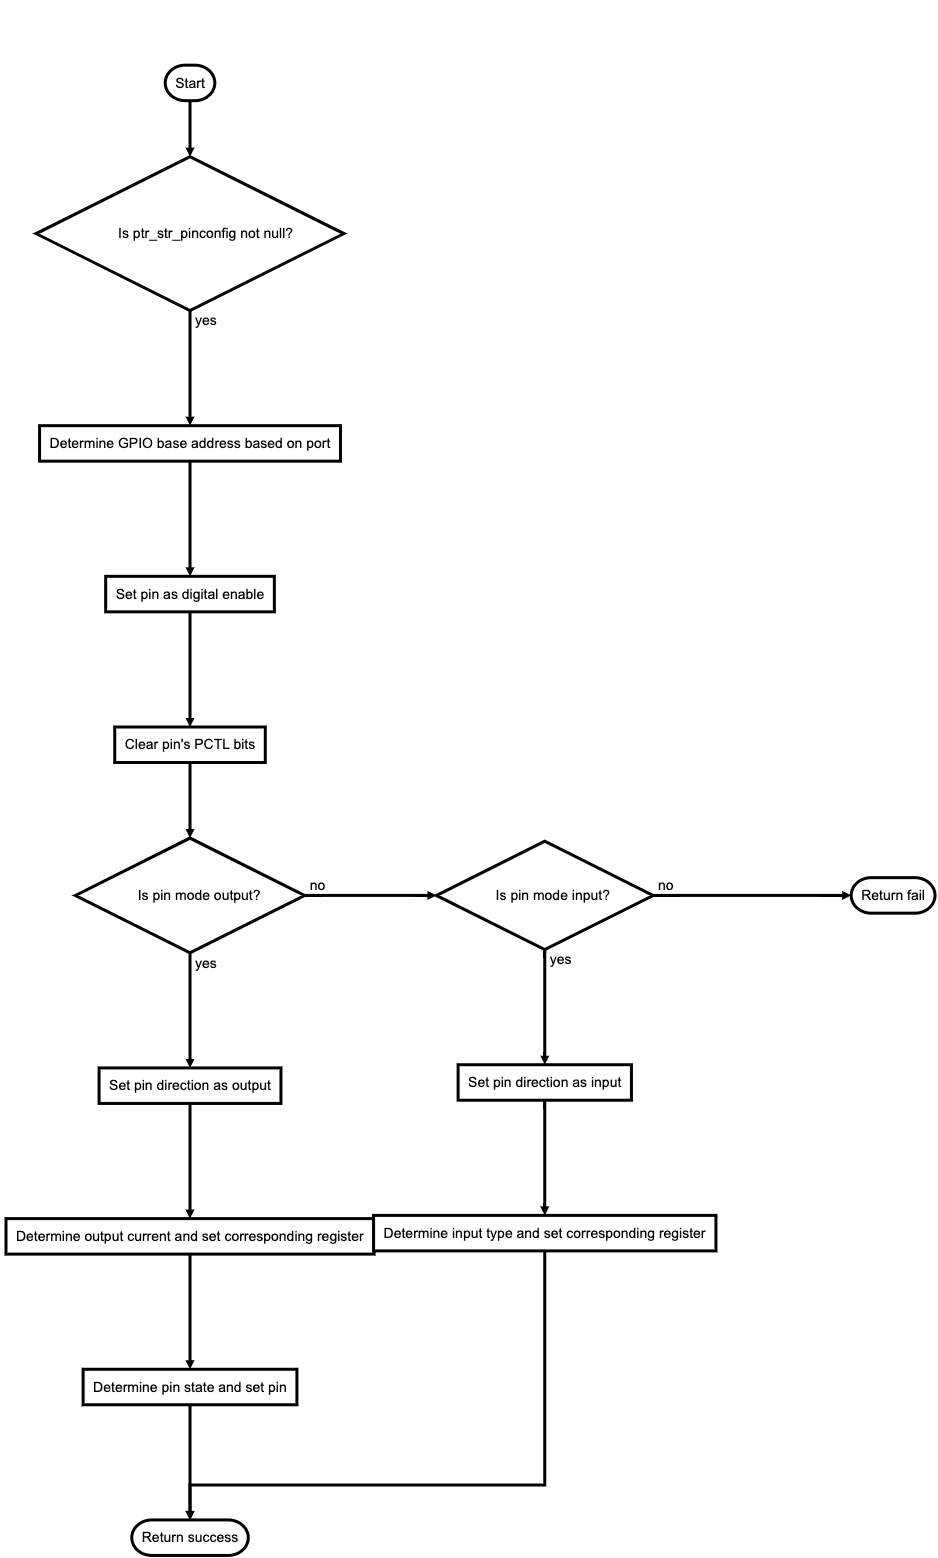 Start
Is ptr_str_pinconfig not null?
yes
Determine GPIO base address based on port
Set pin as digital enable
Clear pin's PCTL bits
Is pin mode output?
no
Is pin mode input?
no
Return fail
yes
yes
Set pin direction as output
Set pin direction as input
Determine output current and set corresponding register
Determine input type and set corresponding register
Determine pin state and set pin
Return success